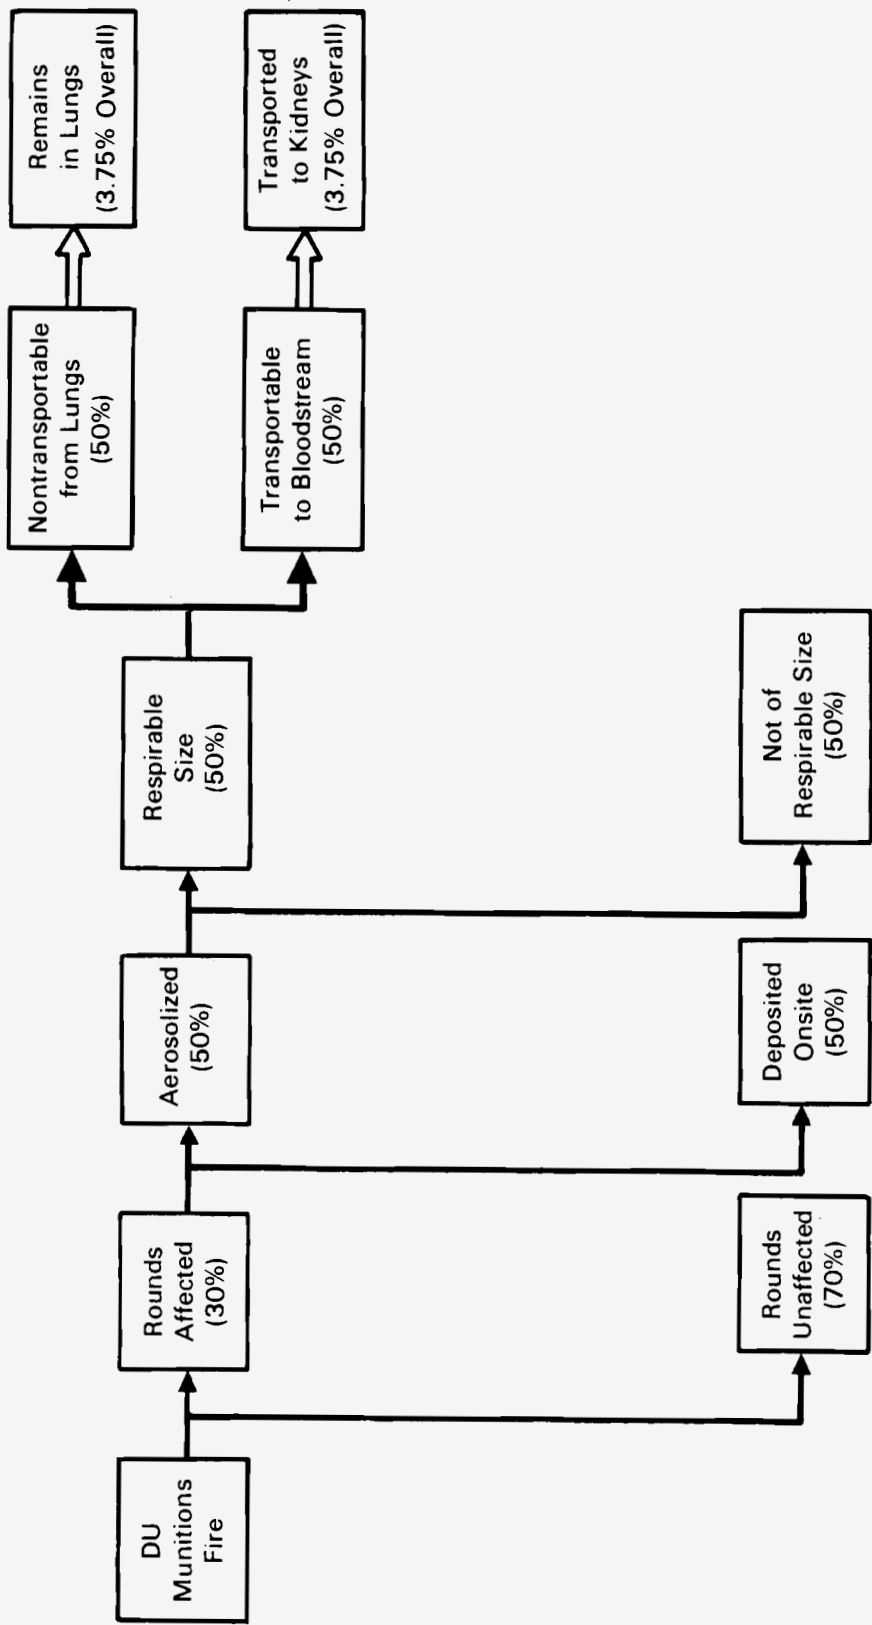 DU
Munitions
Fire
Rounds
Affected
(30%)
Rounds
Unaffected
(70%)
Aerosolized
(50%)
Deposited
Onsite
(50%)
Respirable
Size
(50%)
Not of
Respirable Size
(50%)
Nontransportable
from Lungs
(50%)
Transportable
to Bloodstream
(50%)
Remains
in Lungs
(3.75% Overall)
Transported
to Kidneys
(3.75% Overall)